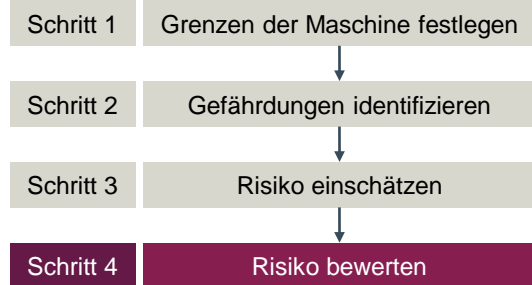 Schritt 1 Grenzen der Maschine festlegen
Schritt 2 Gefährdungen identifizieren
Schritt 3 Risiko einschätzen
Schritt 4 Risiko bewerten